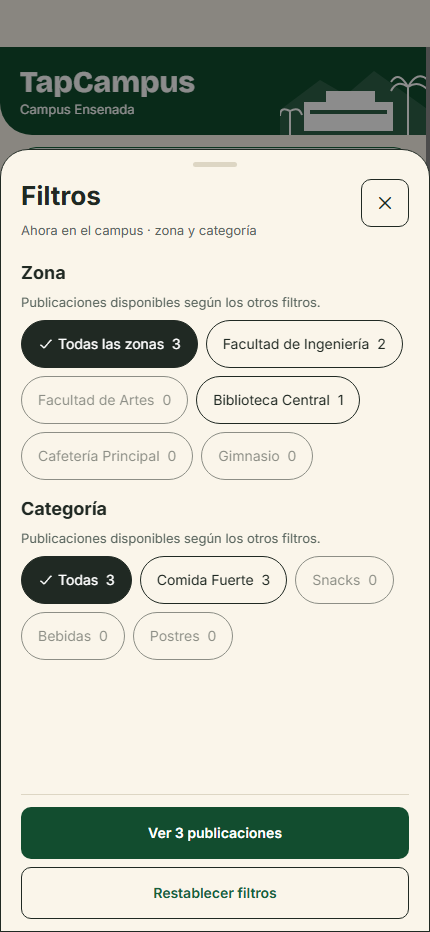 TapCampus
Campus Ensenada
Filtros
Ahora en el campus · zona y categoría
Zona
Publicaciones disponibles según los otros filtros.
Todas las zonas 3
Facultad de Ingeniería 2
Facultad de Artes 0
Biblioteca Central 1
Cafetería Principal 0
Gimnasio 0
Categoría
Publicaciones disponibles según los otros filtros.
Todas 3
Comida Fuerte 3
Snacks 0
Bebidas 0
Postres 0
Ver 3 publicaciones
Restablecer filtros